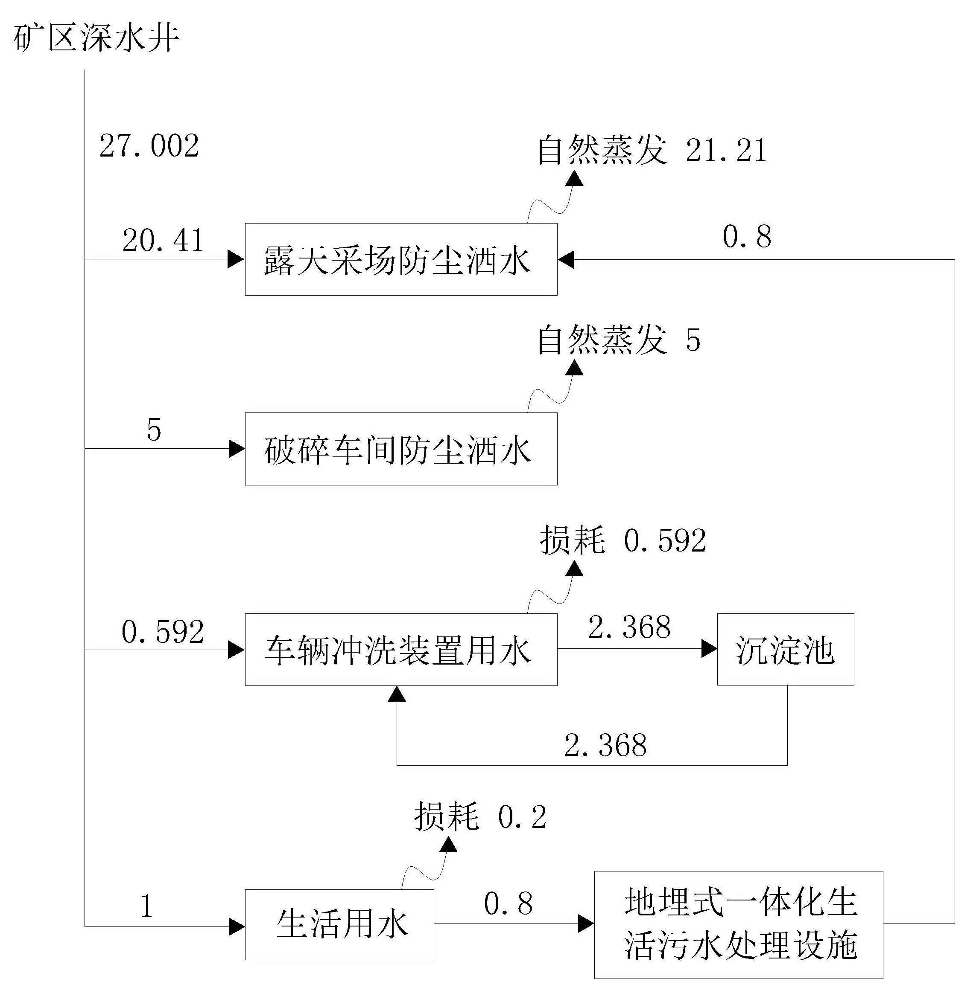 矿区深水井
27.002
自然蒸发 21.21
20.41
露天采场防尘洒水
0.8
自然蒸发 5
5
破碎车间防尘洒水
损耗 0.592
0.592
车辆冲洗装置用水
2.368
沉淀池
2.368
损耗 0.2
1
生活用水
0.8
地埋式一体化生
活污水处理设施